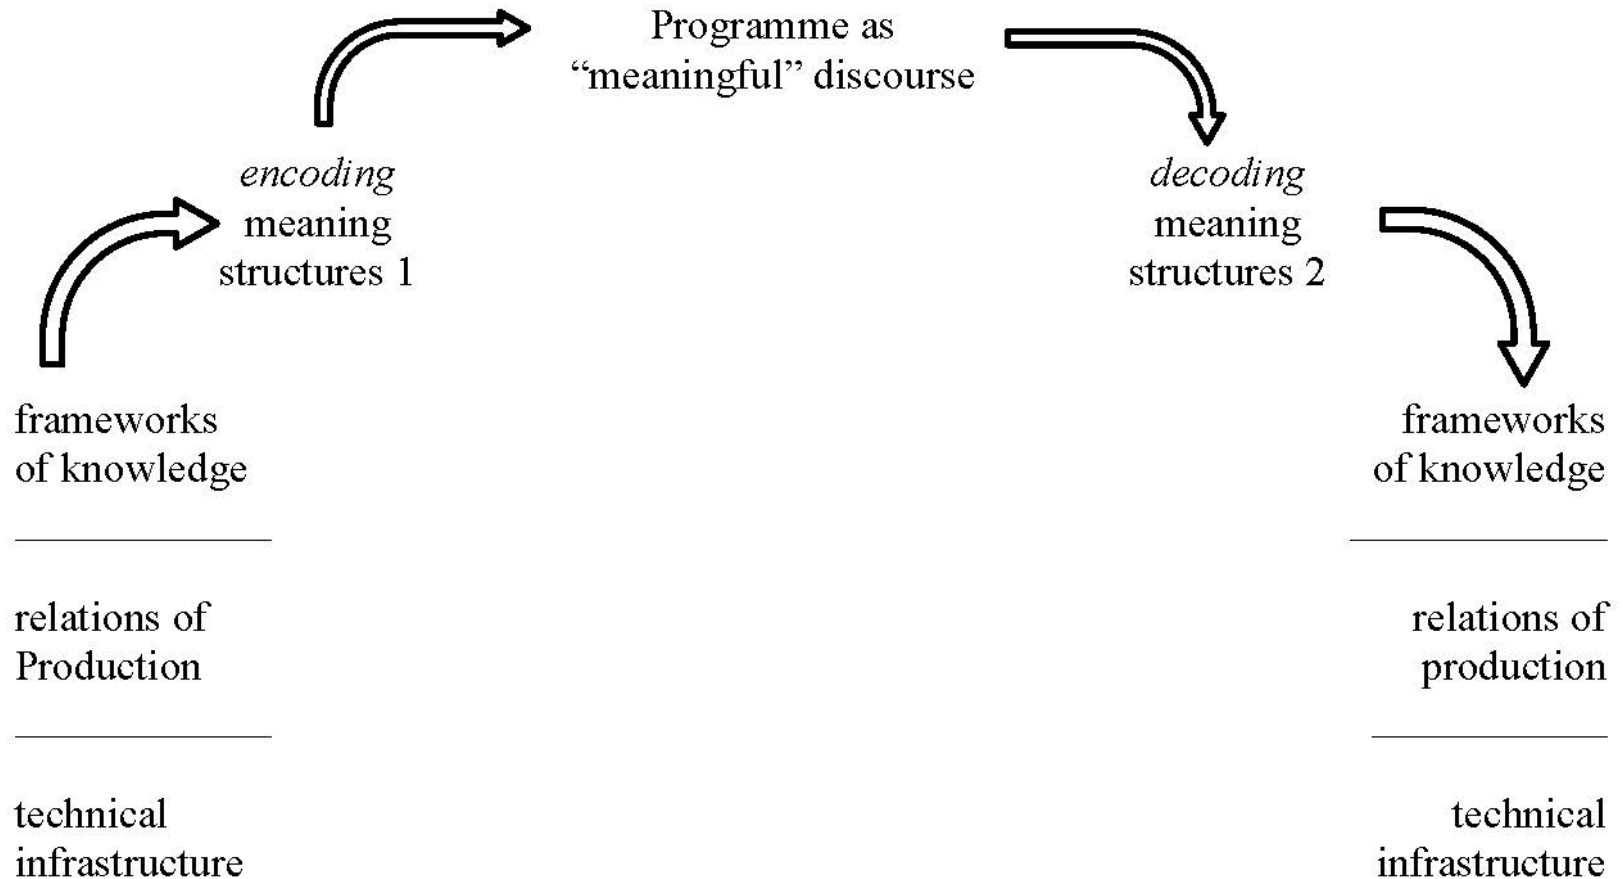 Programme as
“meaningful” discourse
encoding
meaning
structures 1
decoding
meaning
structures 2
frameworks
of knowledge
frameworks
of knowledge
relations of
Production
relations of
production
technical
infrastructure
technical
infrastructure